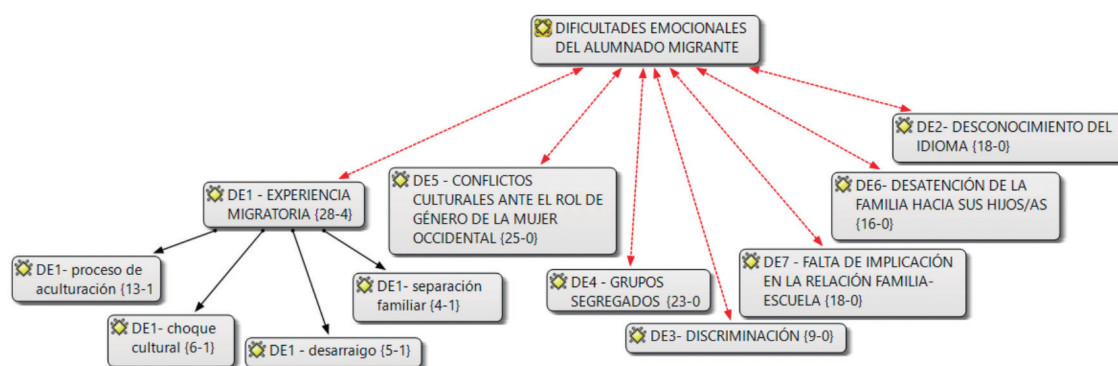 DIFICULTADES EMOCIONALES
DEL ALUMNADO MIGRANTE
DE2- DESCONOCIMIENTO DEL
IDIOMA {18-0}
DE5 - CONFLICTOS
CULTURALES ANTE EL ROL DE
GÉNERO DE LA MUJER
OCCIDENTAL {25-0}
DE6- DESATENCIÓN DE LA
FAMILIA HACIA SUS HIJOS/AS
{16-0}
DE1 - EXPERIENCIA
MIGRATORIA {28-4}
DE7 - FALTA DE IMPLICACIÓN
EN LA RELACIÓN FAMILIA-
ESCUELA {18-0}
DE4 - GRUPOS
SEGREGADOS {23-0
DE1- proceso de
aculturación {13-1
DE1- separación
familiar {4-1}
DE1- choque
cultural {6-1}
DE3- DISCRIMINACIÓN {9-0}
DE1 - desarraigo {5-1}